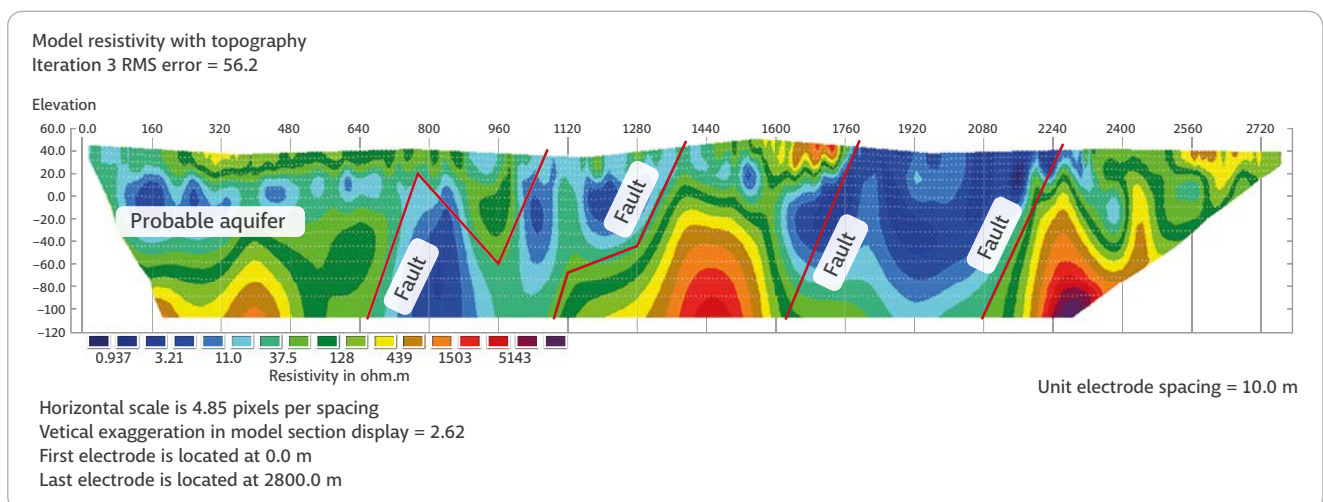 Model resistivity with topography
Iteration 3 RMS error = 56.2
Elevation
60.0 0.0 160 320 480 640 800 960 1120 1280 1440 1600 1760 1920 2080 2240 2400 2560 2720
40.0
20.0
0.0
−20.0
−40.0
−60.0
−80.0
−100
−120
Probable aquifer
Fault
Fault
Fault
Fault
0.937 3.21 11.0 37.5 128 439 1503 5143
Resistivity in ohm.m
Unit electrode spacing = 10.0 m
Horizontal scale is 4.85 pixels per spacing
Vetical exaggeration in model section display = 2.62
First electrode is located at 0.0 m
Last electrode is located at 2800.0 m